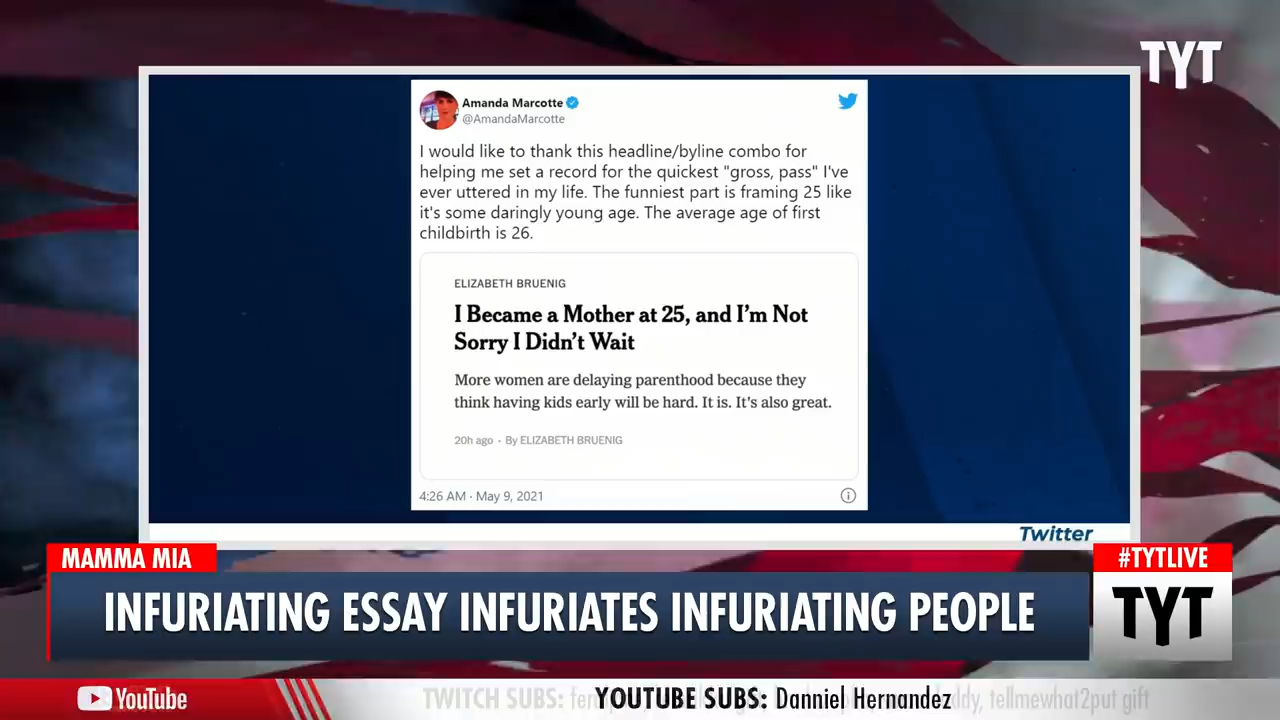 TYT
Amanda Marcotte
@AmandaMarcotte
I would like to thank this headline/byline combo for
helping me set a record for the quickest "gross, pass" I've
ever uttered in my life. The funniest part is framing 25 like
it's some daringly young age. The average age of first
childbirth is 26.
ELIZABETH BRUENIG
I Became a Mother at 25, and I'm Not
Sorry I Didn't Wait
More women are delaying parenthood because they
think having kids early will be hard. It is. It's also great.
20h ago · By ELIZABETH BRUENIG
4:26 AM · May 9, 2021
Twitter
MAMMA MIA
#TYTLIVE
INFURIATING ESSAY INFURIATES INFURIATING PEOPLE
TYT
YouTube
TWITCH SUBS:
YOUTUBE SUBS: Danniel Hernandez
tellmewhat2put gift